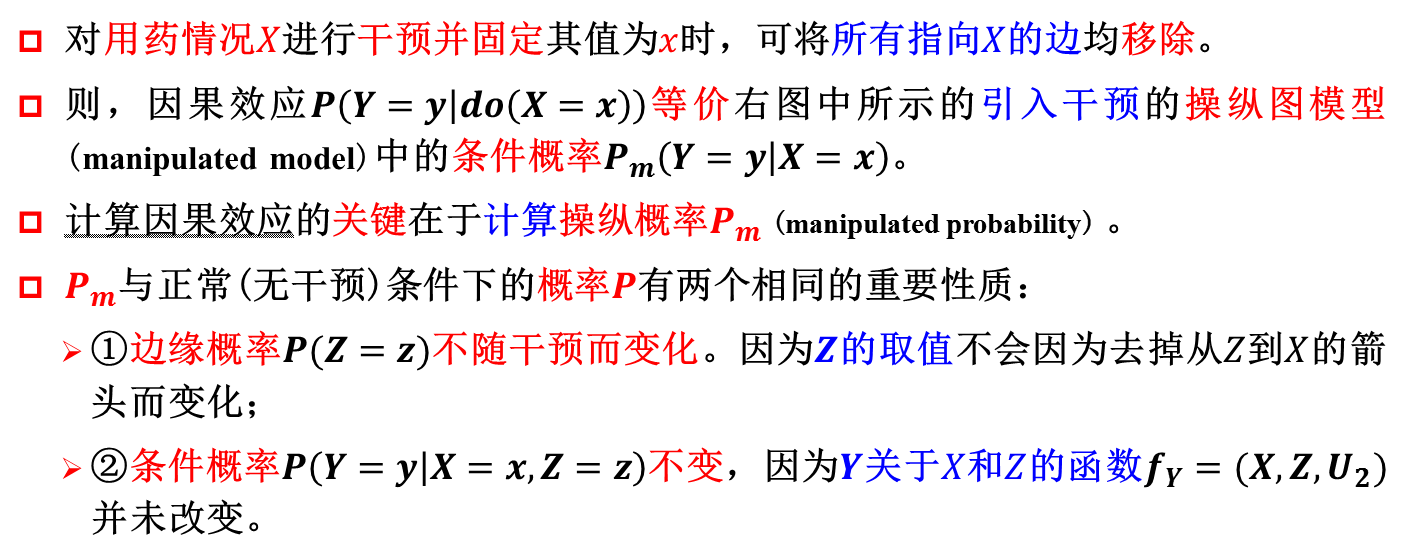 对用药情况X进行干预并固定其值为x时，可将所有指向X的边均移除。
则，因果效应P(Y = y|do(X = x))等价右图中所示的引入干预的操纵图模型
(manipulated model)中的条件概率Pₘ(Y = y|X = x)。
计算因果效应的关键在于计算操纵概率Pₘ (manipulated probability) 。
Pₘ与正常(无干预)条件下的概率P有两个相同的重要性质：
①边缘概率P(Z = z)不随干预而变化。因为Z的取值不会因为去掉从Z到X的箭
头而变化；
②条件概率P(Y = y|X = x, Z = z)不变，因为Y关于X和Z的函数f_Y = (X, Z, U₂)
并未改变。